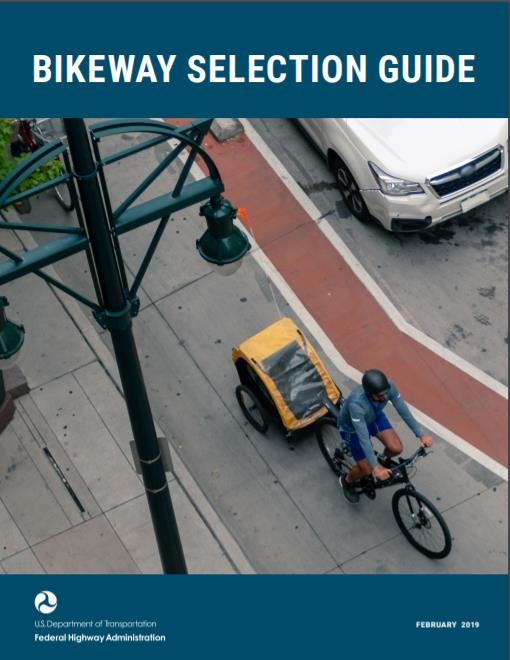 BIKEWAY SELECTION GUIDE
U.S.Department of Transportation
Federal Highway Administration
FEBRUARY 2019